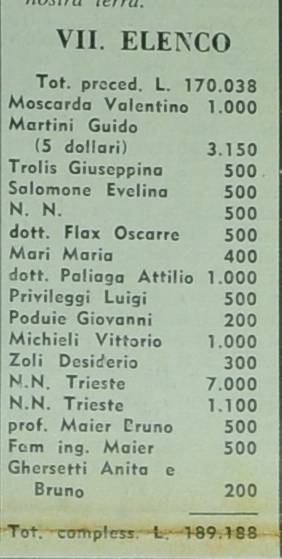 nostra terra.
VII. ELENCO
Tot. preced. L. 170.038
Moscarda Valentino 1.000
Martini Guido
(5 dollari) 3.150
Trolis Giuseppina 500
Salomone Evelina 500
N. N. 500
dott. Flax Oscarre 500
Mari Maria 400
dott. Paliaga Attilio 1.000
Privileggi Luigi 500
Poduie Giovanni 200
Michieli Vittorio 1.000
Zoli Desiderio 300
N.N. Trieste 7.000
N.N. Trieste 1.100
prof. Maier Bruno 500
Fam ing. Maier 500
Ghersetti Anita e
Bruno 200
Tot. compless. L. 189.188